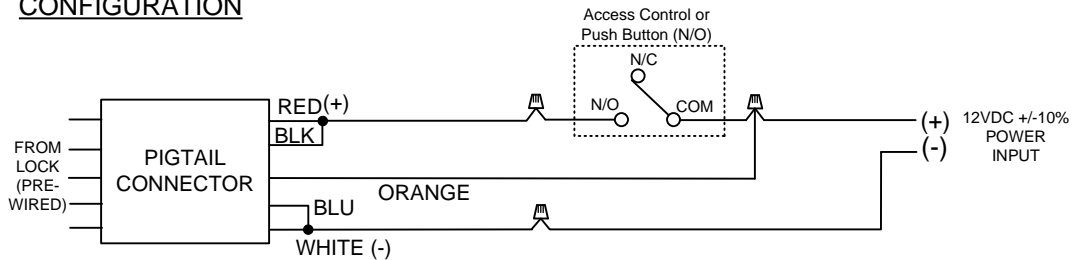 CONFIGURATION
Access Control or
Push Button (N/O)
N/C
N/O
COM
RED(+)
BLK
FROM
LOCK
(PRE-
WIRED)
PIGTAIL
CONNECTOR
ORANGE
BLU
WHITE (-)
(+)
(-)
12VDC +/-10%
POWER
INPUT